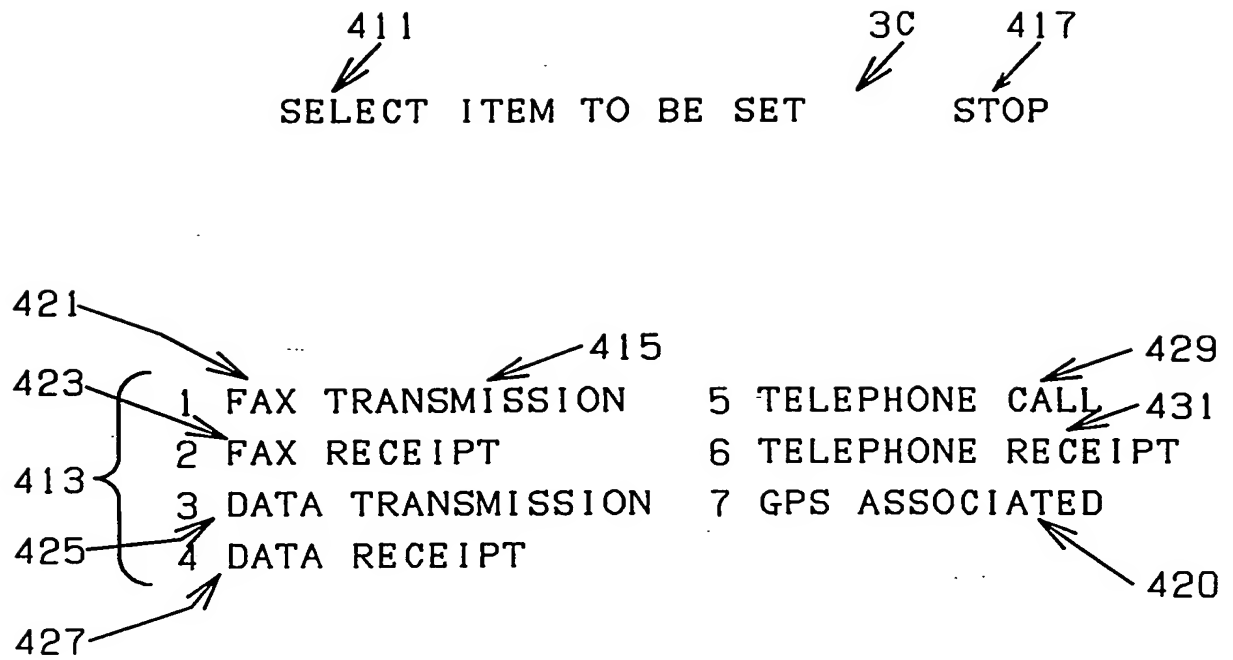 411 3C 417
SELECT ITEM TO BE SET STOP
421
415 429
423 431
1 FAX TRANSMISSION 5 TELEPHONE CALL
2 FAX RECEIPT 6 TELEPHONE RECEIPT
413
3 DATA TRANSMISSION 7 GPS ASSOCIATED
425
4 DATA RECEIPT
420
427